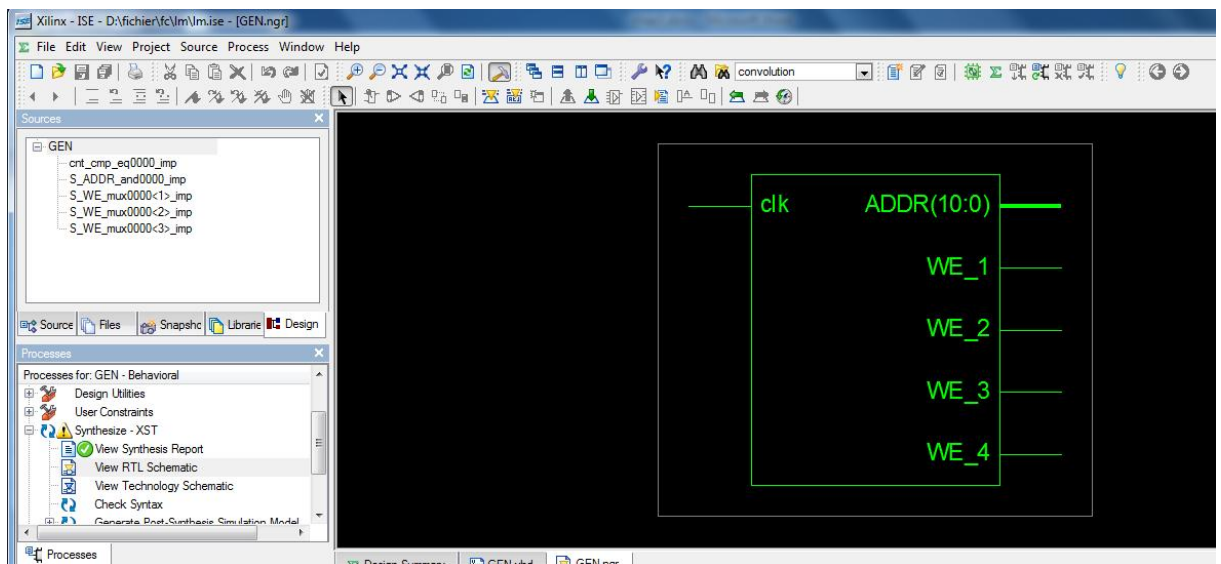 Xilinx - ISE - D:\fichier\fc\lm\lm.ise - [GEN.ngr]
File Edit View Project Source Process Window Help
convolution
Sources
GEN
cnt_cmp_eq0000_imp
S_ADDR_and0000_imp
S_WE_mux0000<1>_imp
S_WE_mux0000<2>_imp
S_WE_mux0000<3>_imp
Source Files Snapshc Librarie Design
Processes
Processes for: GEN - Behavioral
Design Utilities
User Constraints
Synthesize - XST
View Synthesis Report
View RTL Schematic
View Technology Schematic
Check Syntax
Generate Post-Synthesis Simulation Model
Processes
clk ADDR(10:0)
WE_1
WE_2
WE_3
WE_4
Design Summary GEN.vhd GEN.ngr